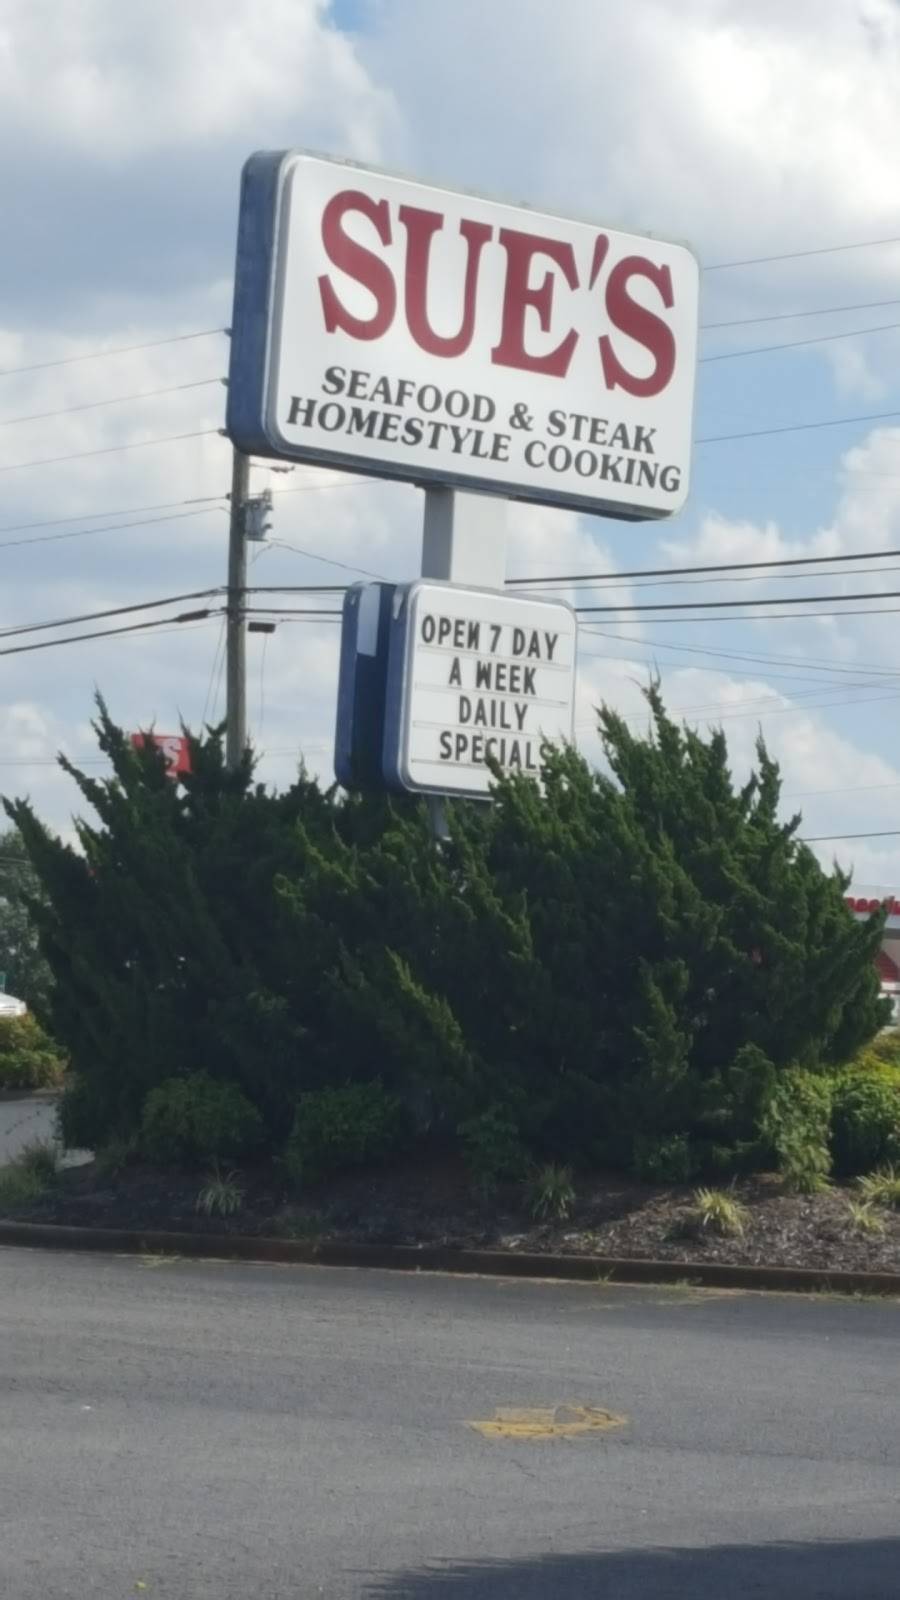 SUE'S
SEAFOOD & STEAK
HOMESTYLE COOKING
OPEN 7 DAY
A WEEK
DAILY
SPECIALS